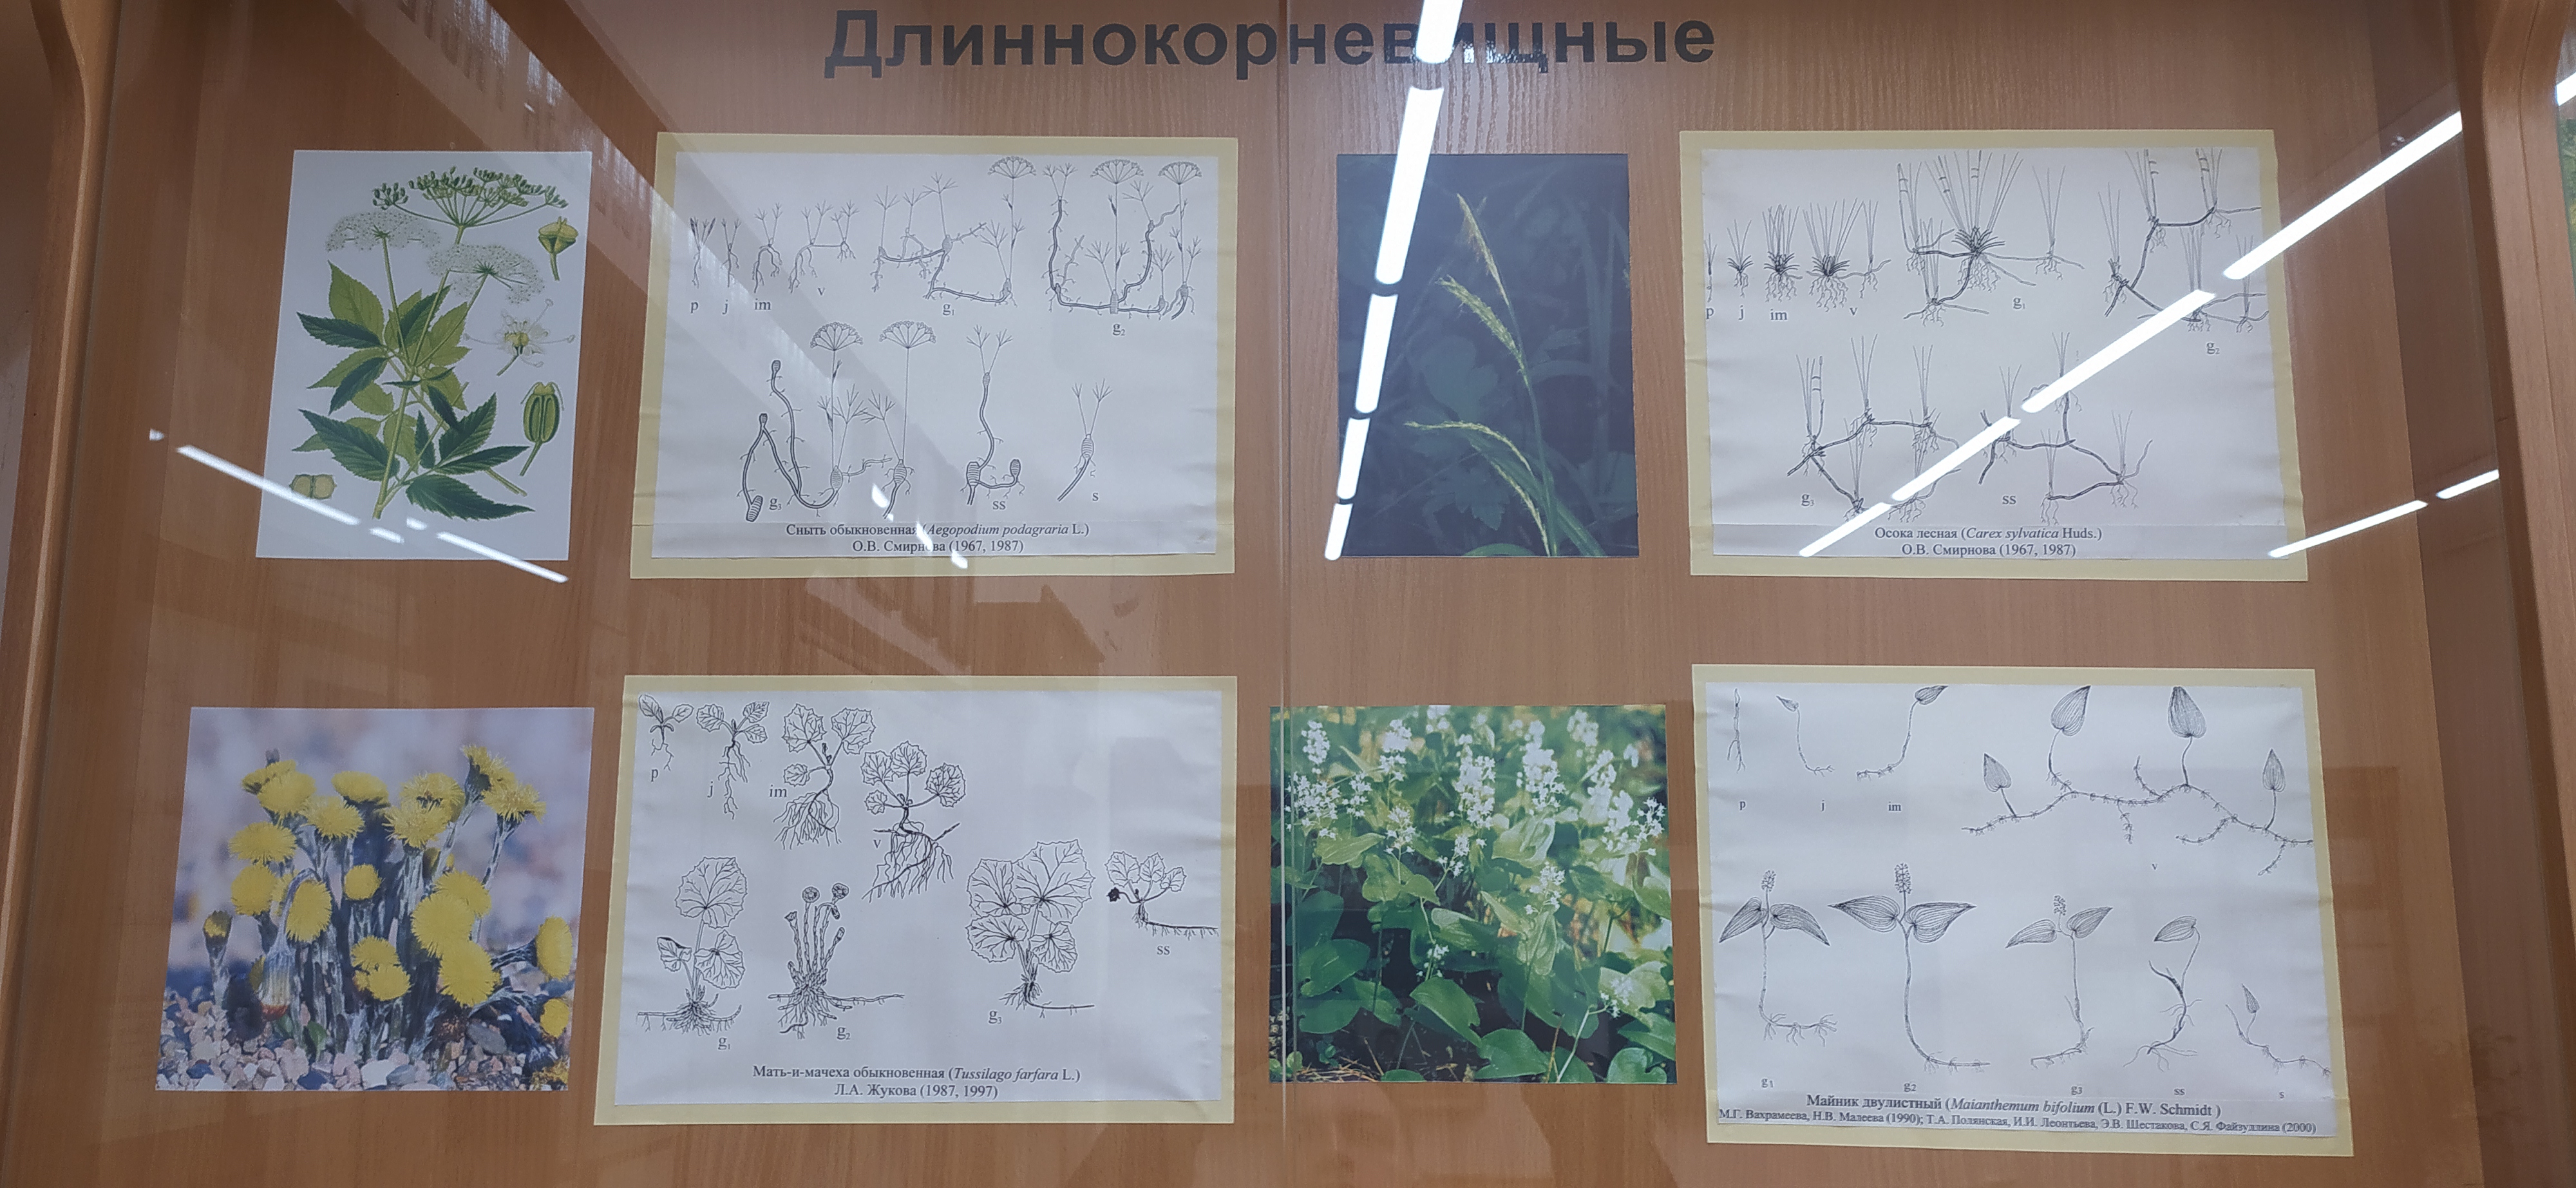 Длиннокорневищные
p j im v g₁ g₂
g₃ ss s
Сныть обыкновенная (Aegopodium podagraria L.)
О.В. Смирнова (1967, 1987)
p j im v g₁ g₂
g₃ ss
Осока лесная (Carex sylvatica Huds.)
О.В. Смирнова (1967, 1987)
p j im v
g₁ g₂ g₃ ss
Мать-и-мачеха обыкновенная (Tussilago farfara L.)
Л.А. Жукова (1987, 1997)
p j im v
g₁ g₂ g₃ ss s
Майник двулистный (Maianthemum bifolium (L.) F.W. Schmidt )
М.Г. Вахрамеева, Н.В. Малеева (1990); Т.А. Полянская, И.И. Леонтьева, Э.В. Шестакова, С.Я. Файзуллина (2000)